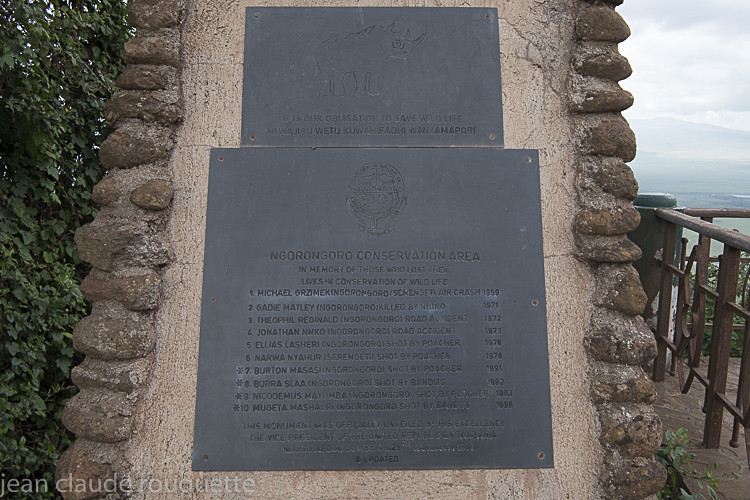 IT IS OUR OBLIGATION TO SAVE WILD LIFE
NI WAJIBU WETU KUWAHIFADHI WANYAMAPORI
NGORONGORO CONSERVATION AREA
IN MEMORY OF THOSE WHO LOST THEIR
LIVES IN CONSERVATION OF WILD LIFE
1. MICHAEL GRZIMEK(NGORONGORO/SERENGETI AIR CRASH 1959
2 GADIE MATLEY (NGORONGORO)KILLED BY RHINO 1971
3 THEOPHIL REGINALD (NGORONGORO) ROAD ACCIDENT) 1972
4 JONATHAN NNKO (NGORONGORO) ROAD ACCIDENT) 1973
5 ELLIAS LASHERI (NGORONGORO) SHOT BY POACHER 1976
6 NARWA NYAHUR (SERENGETI) SHOT BY POACHER 1978
*7 BURTON MASASI (NGORONGORO) SHOT BY POACHER 1991
*8 BURRA SLAA (NGORONGORO) SHOT BY BANDITS 1992
*9 NICODEMUS MAYUMBA (NGORONGORO) SHOT BY POACHER 1993
*10 MUGETA MASHAURI (NGORONGORO) SHOT BY BANDITS 1998
THIS MONUMENT WAS OFFICIALLY UNVEILED BY HIS EXCELLENCY
THE VICE PRESIDENT OF THE UNITED REPUBLIC OF TANZANIA
* UPDATED
jean claude rouquette